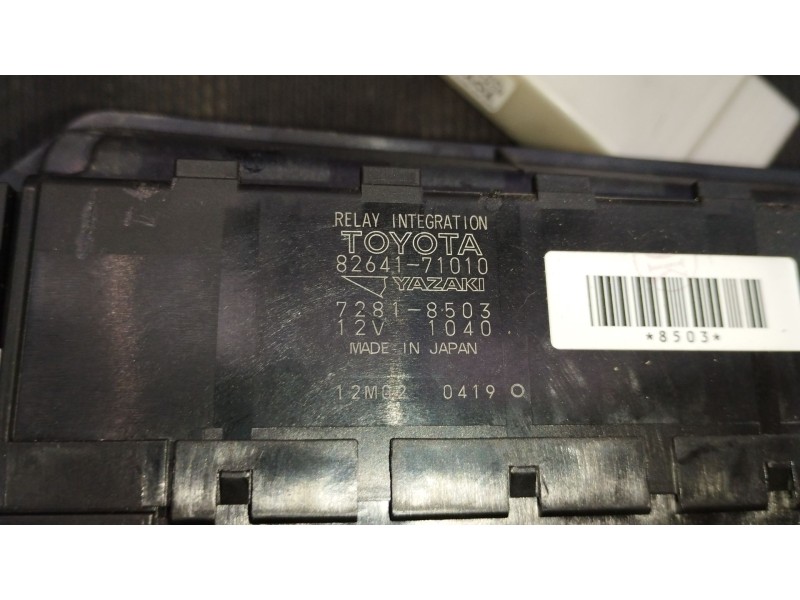 RELAY INTEGRATION
TOYOTA
82641-71010
YAZAKI
7281-8503
12V 1040
MADE IN JAPAN
12M02 0419
*8503*